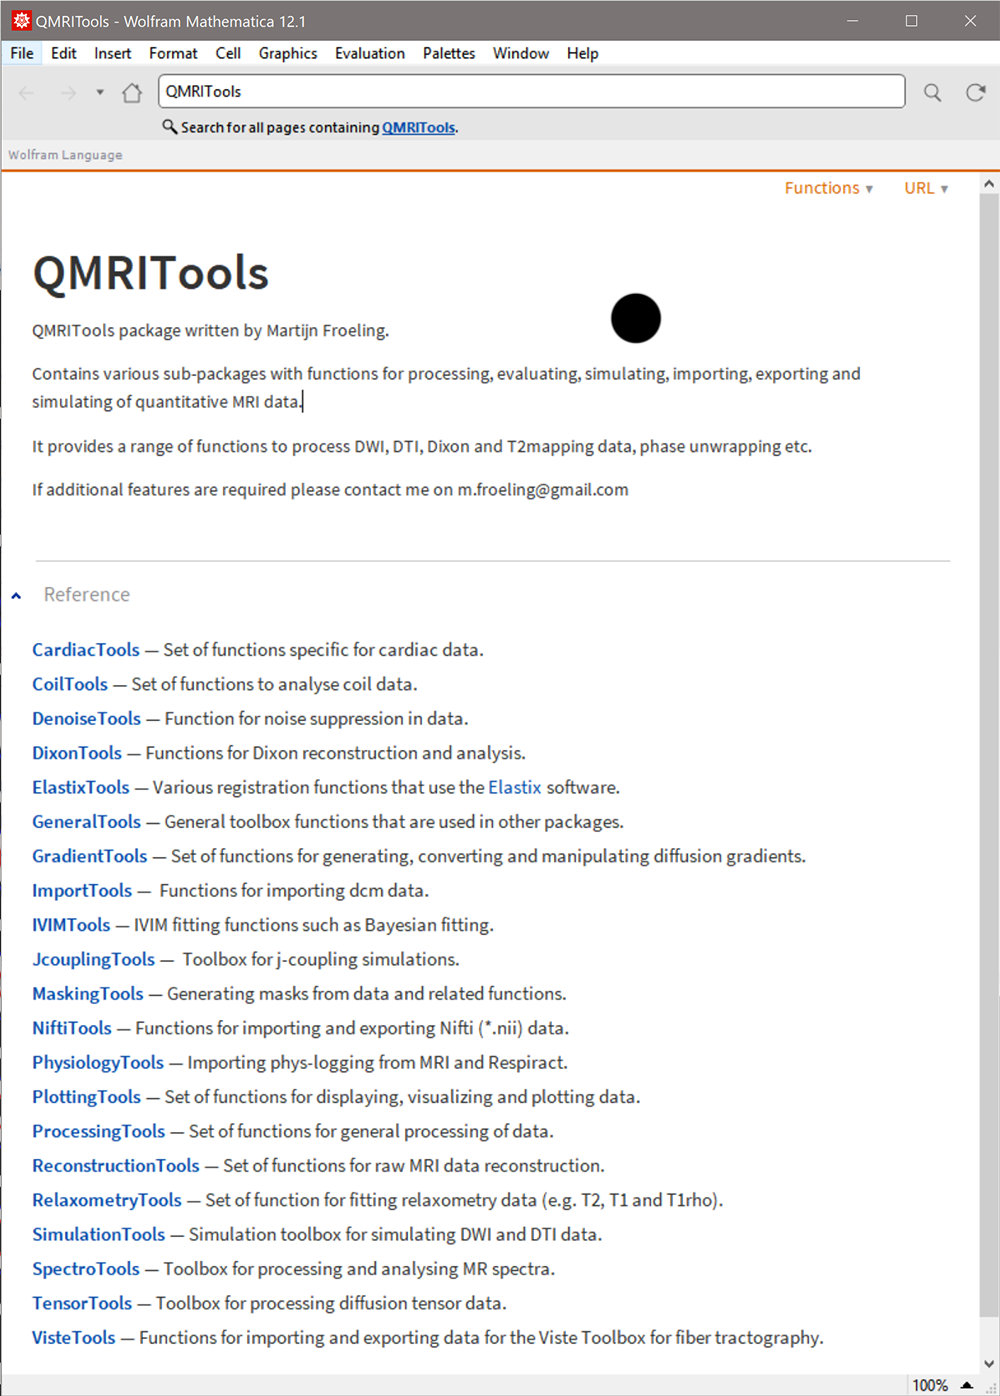 QMRITools - Wolfram Mathematica 12.1
File Edit Insert Format Cell Graphics Evaluation Palettes Window Help
QMRITools
Search for all pages containing QMRITools.
Wolfram Language
Functions ▼ URL ▼
QMRITools
QMRITools package written by Martijn Froeling.
Contains various sub-packages with functions for processing, evaluating, simulating, importing, exporting and
simulating of quantitative MRI data.
It provides a range of functions to process DWI, DTI, Dixon and T2mapping data, phase unwrapping etc.
If additional features are required please contact me on m.froeling@gmail.com
Reference
CardiacTools — Set of functions specific for cardiac data.
CoilTools — Set of functions to analyse coil data.
DenoiseTools — Function for noise suppression in data.
DixonTools — Functions for Dixon reconstruction and analysis.
ElastixTools — Various registration functions that use the Elastix software.
GeneralTools — General toolbox functions that are used in other packages.
GradientTools — Set of functions for generating, converting and manipulating diffusion gradients.
ImportTools — Functions for importing dcm data.
IVIMTools — IVIM fitting functions such as Bayesian fitting.
JcouplingTools — Toolbox for j-coupling simulations.
MaskingTools — Generating masks from data and related functions.
NiftiTools — Functions for importing and exporting Nifti (*.nii) data.
PhysiologyTools — Importing phys-logging from MRI and Respiract.
PlottingTools — Set of functions for displaying, visualizing and plotting data.
ProcessingTools — Set of functions for general processing of data.
ReconstructionTools — Set of functions for raw MRI data reconstruction.
RelaxometryTools — Set of function for fitting relaxometry data (e.g. T2, T1 and T1rho).
SimulationTools — Simulation toolbox for simulating DWI and DTI data.
SpectroTools — Toolbox for processing and analysing MR spectra.
TensorTools — Toolbox for processing diffusion tensor data.
VisteTools — Functions for importing and exporting data for the Viste Toolbox for fiber tractography.
100%